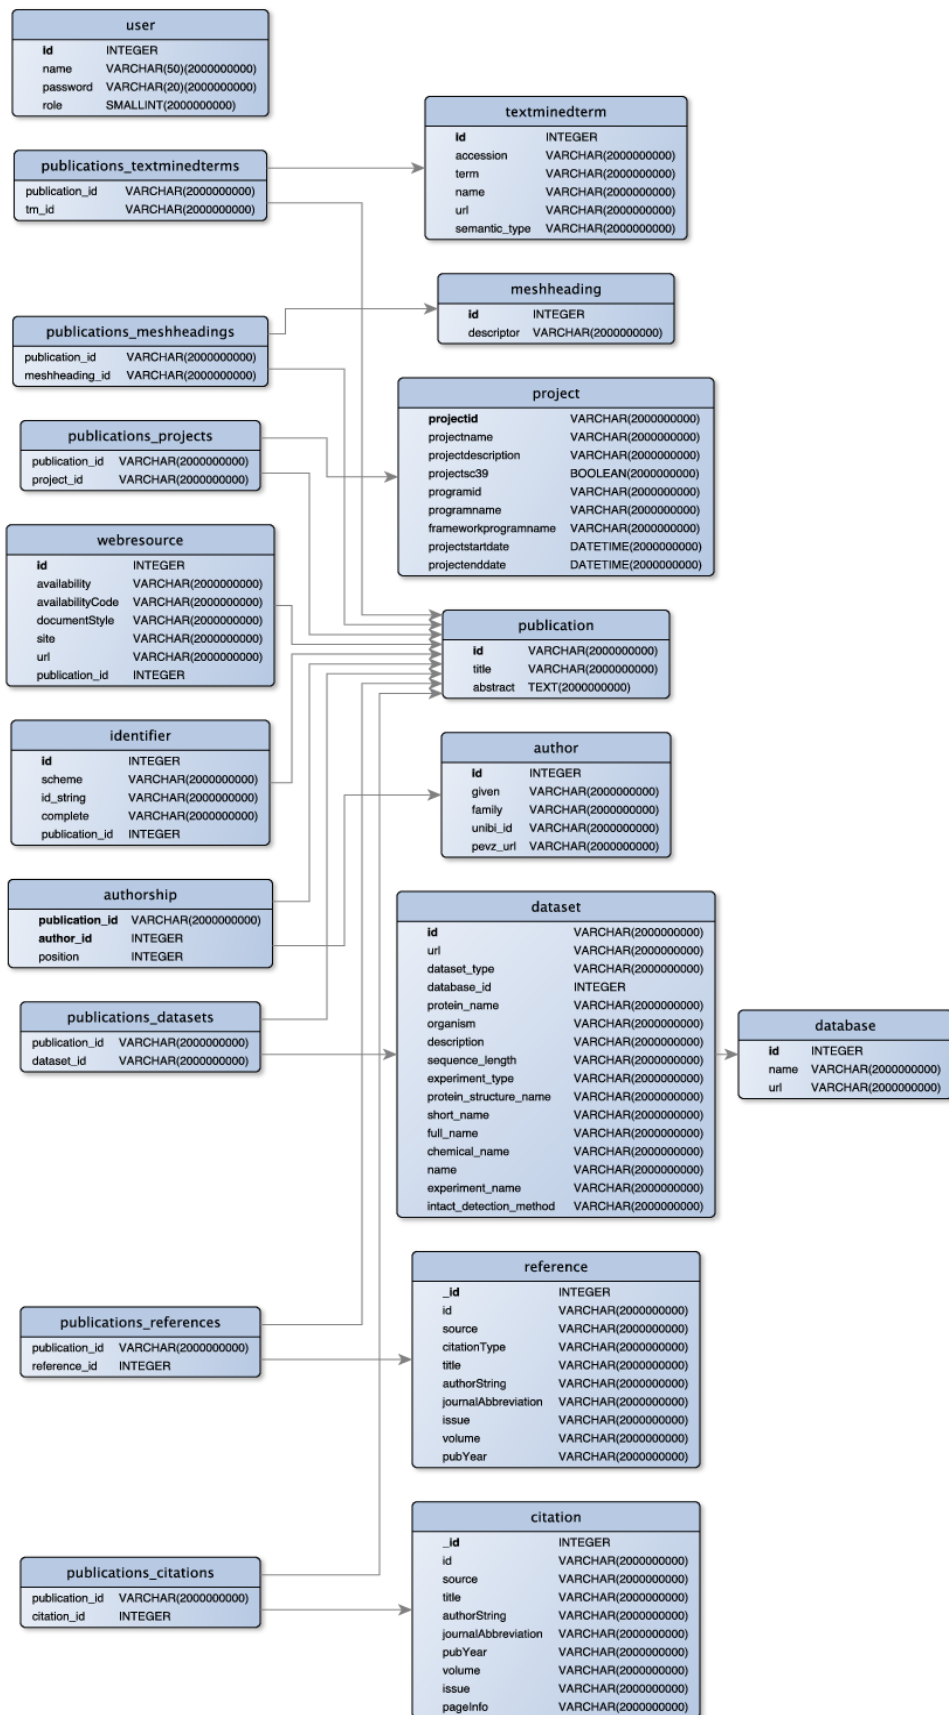 user
id INTEGER
name VARCHAR(50)(2000000000)
password VARCHAR(20)(2000000000)
role SMALLINT(2000000000)
textminedterm
id INTEGER
accession VARCHAR(2000000000)
term VARCHAR(2000000000)
name VARCHAR(2000000000)
url VARCHAR(2000000000)
semantic_type VARCHAR(2000000000)
publications_textminedterms
publication_id VARCHAR(2000000000)
tm_id VARCHAR(2000000000)
meshheading
id INTEGER
descriptor VARCHAR(2000000000)
publications_meshheadings
publication_id VARCHAR(2000000000)
meshheading_id VARCHAR(2000000000)
project
projectid VARCHAR(2000000000)
projectname VARCHAR(2000000000)
projectdescription VARCHAR(2000000000)
projectsc39 BOOLEAN(2000000000)
programid VARCHAR(2000000000)
programname VARCHAR(2000000000)
frameworkprogramname VARCHAR(2000000000)
projectstartdate DATETIME(2000000000)
projectenddate DATETIME(2000000000)
publications_projects
publication_id VARCHAR(2000000000)
project_id VARCHAR(2000000000)
webresource
id INTEGER
availability VARCHAR(2000000000)
availabilityCode VARCHAR(2000000000)
documentStyle VARCHAR(2000000000)
site VARCHAR(2000000000)
url VARCHAR(2000000000)
publication_id INTEGER
publication
id VARCHAR(2000000000)
title VARCHAR(2000000000)
abstract TEXT(2000000000)
identifier
id INTEGER
scheme VARCHAR(2000000000)
id_string VARCHAR(2000000000)
complete VARCHAR(2000000000)
publication_id INTEGER
author
id INTEGER
given VARCHAR(2000000000)
family VARCHAR(2000000000)
unibi_id VARCHAR(2000000000)
pevz_url VARCHAR(2000000000)
authorship
publication_id VARCHAR(2000000000)
author_id INTEGER
position INTEGER
dataset
id VARCHAR(2000000000)
url VARCHAR(2000000000)
dataset_type VARCHAR(2000000000)
database_id INTEGER
protein_name VARCHAR(2000000000)
organism VARCHAR(2000000000)
description VARCHAR(2000000000)
sequence_length VARCHAR(2000000000)
experiment_type VARCHAR(2000000000)
protein_structure_name VARCHAR(2000000000)
short_name VARCHAR(2000000000)
full_name VARCHAR(2000000000)
chemical_name VARCHAR(2000000000)
name VARCHAR(2000000000)
experiment_name VARCHAR(2000000000)
intact_detection_method VARCHAR(2000000000)
publications_datasets
publication_id VARCHAR(2000000000)
dataset_id VARCHAR(2000000000)
database
id INTEGER
name VARCHAR(2000000000)
url VARCHAR(2000000000)
reference
_id INTEGER
id VARCHAR(2000000000)
source VARCHAR(2000000000)
citationType VARCHAR(2000000000)
title VARCHAR(2000000000)
authorString VARCHAR(2000000000)
journalAbbreviation VARCHAR(2000000000)
issue VARCHAR(2000000000)
volume VARCHAR(2000000000)
pubYear VARCHAR(2000000000)
publications_references
publication_id VARCHAR(2000000000)
reference_id INTEGER
citation
_id INTEGER
id VARCHAR(2000000000)
source VARCHAR(2000000000)
title VARCHAR(2000000000)
authorString VARCHAR(2000000000)
journalAbbreviation VARCHAR(2000000000)
pubYear VARCHAR(2000000000)
volume VARCHAR(2000000000)
issue VARCHAR(2000000000)
pageInfo VARCHAR(2000000000)
publications_citations
publication_id VARCHAR(2000000000)
citation_id INTEGER